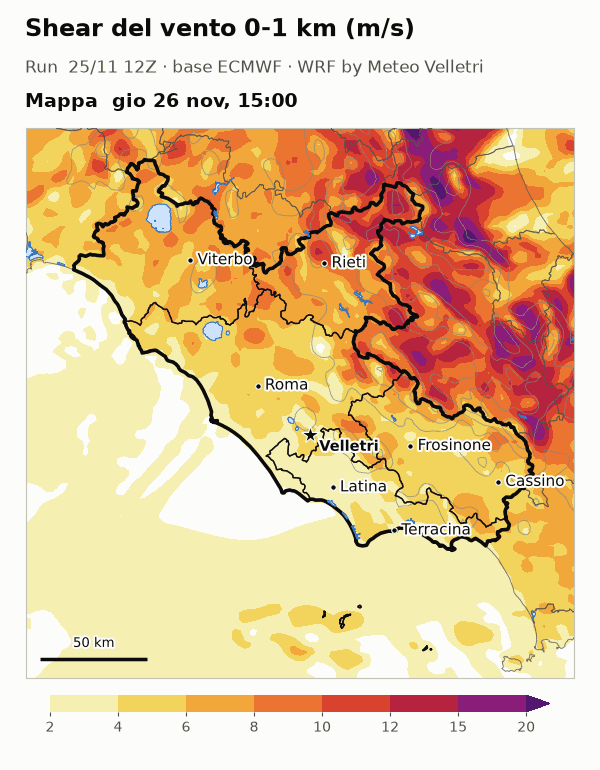 Shear del vento 0-1 km (m/s)
Run  25/11 12Z · base ECMWF · WRF by Meteo Velletri
Mappa  gio 26 nov, 15:00
Viterbo
Rieti
Roma
Velletri
Frosinone
Cassino
Latina
Terracina
50 km
2 4 6 8 10 12 15 20